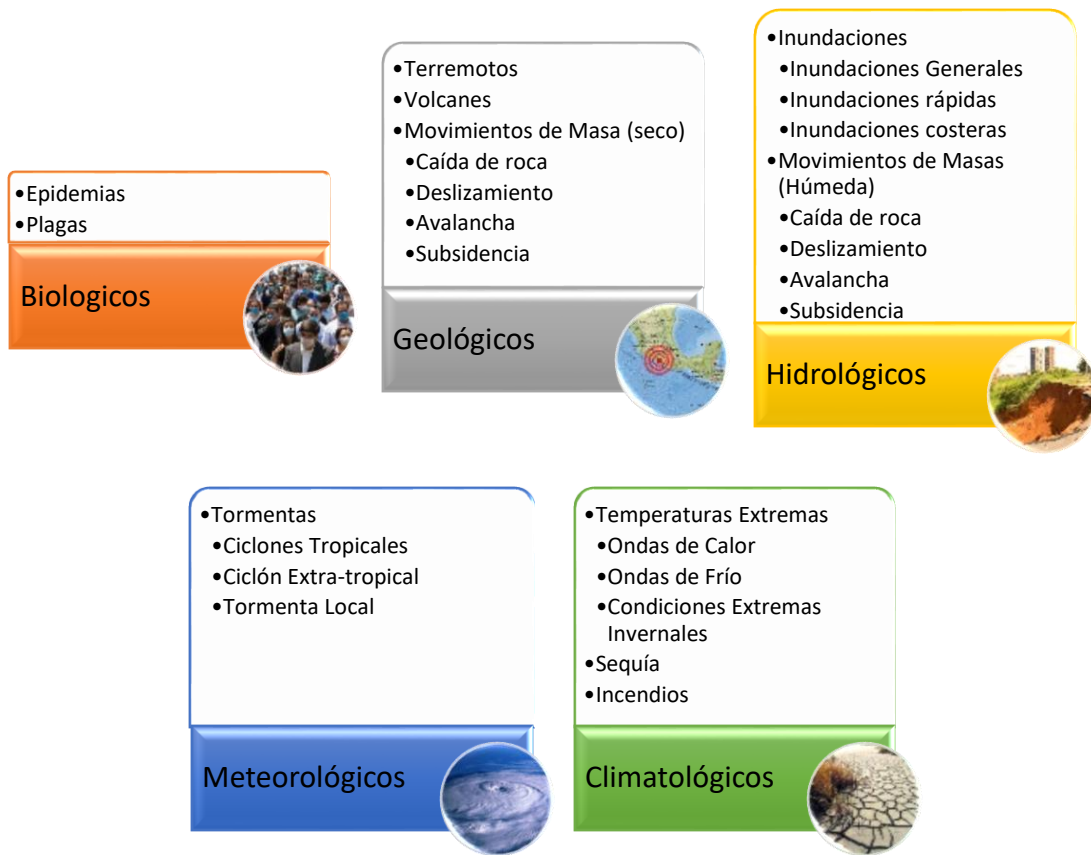 •Epidemias
•Plagas
Biologicos
•Terremotos
•Volcanes
•Movimientos de Masa (seco)
•Caída de roca
•Deslizamiento
•Avalancha
•Subsidencia
Geológicos
•Inundaciones
•Inundaciones Generales
•Inundaciones rápidas
•Inundaciones costeras
•Movimientos de Masas
(Húmeda)
•Caída de roca
•Deslizamiento
•Avalancha
•Subsidencia
Hidrológicos
•Tormentas
•Ciclones Tropicales
•Ciclón Extra-tropical
•Tormenta Local
Meteorológicos
•Temperaturas Extremas
•Ondas de Calor
•Ondas de Frío
•Condiciones Extremas
Invernales
•Sequía
•Incendios
Climatológicos